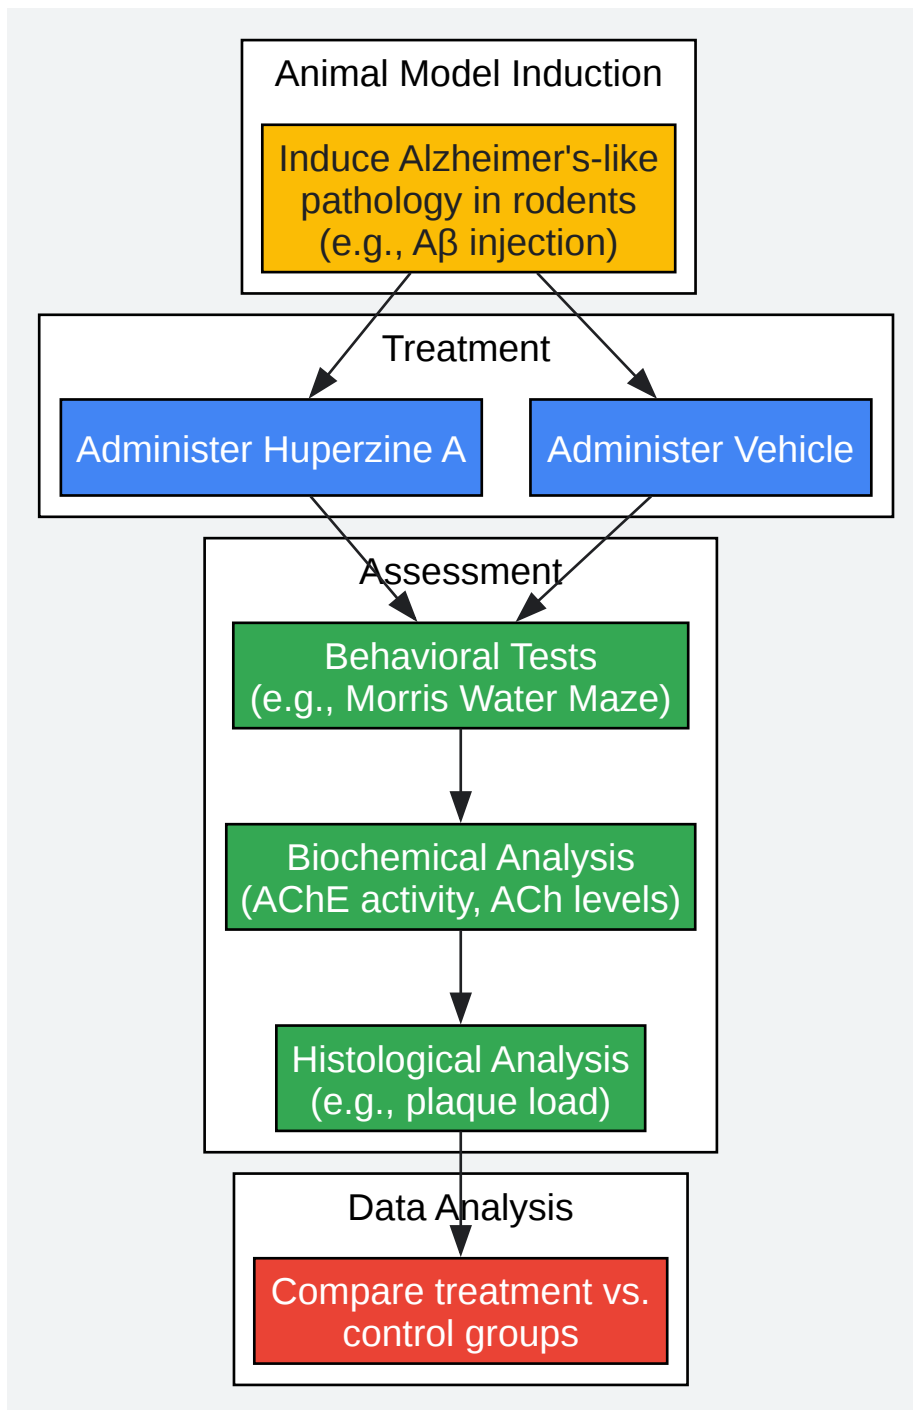 Animal Model Induction
Induce Alzheimer's-like
pathology in rodents
(e.g., Aβ injection)
Treatment
Administer Huperzine A
Administer Vehicle
Assessment
Behavioral Tests
(e.g., Morris Water Maze)
Biochemical Analysis
(AChE activity, ACh levels)
Histological Analysis
(e.g., plaque load)
Data Analysis
Compare treatment vs.
control groups